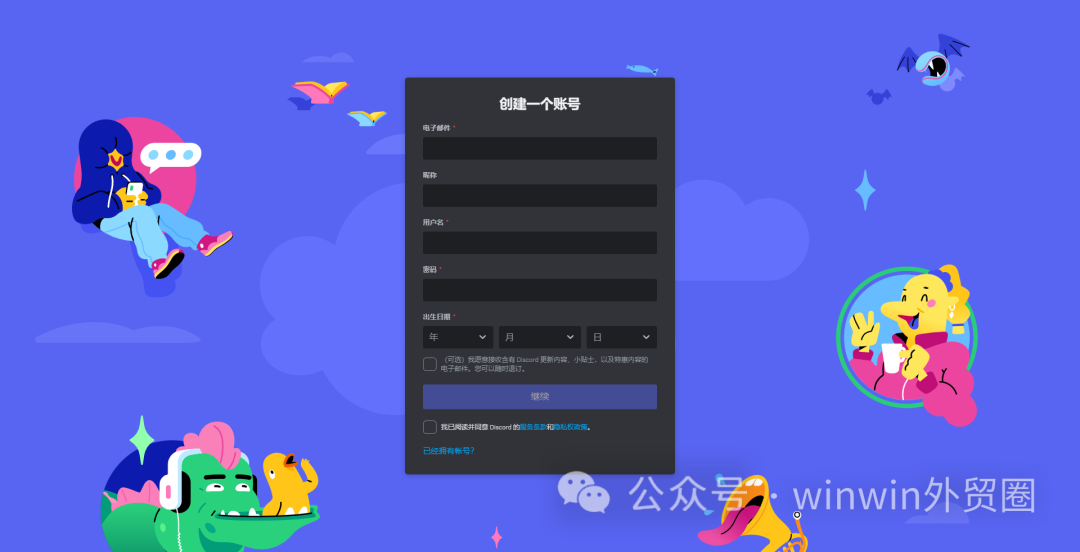 创建一个账号
电子邮件 *
昵称
用户名 *
密码 *
出生日期 *
年 月 日
(可选)我愿意接收含有 Discord 更新内容、小贴士、以及特惠内容的
电子邮件。您可以随时退订。
继续
我已阅读并同意 Discord 的服务条款和隐私权政策。
已经拥有帐号?
公众号 · winwin外贸圈